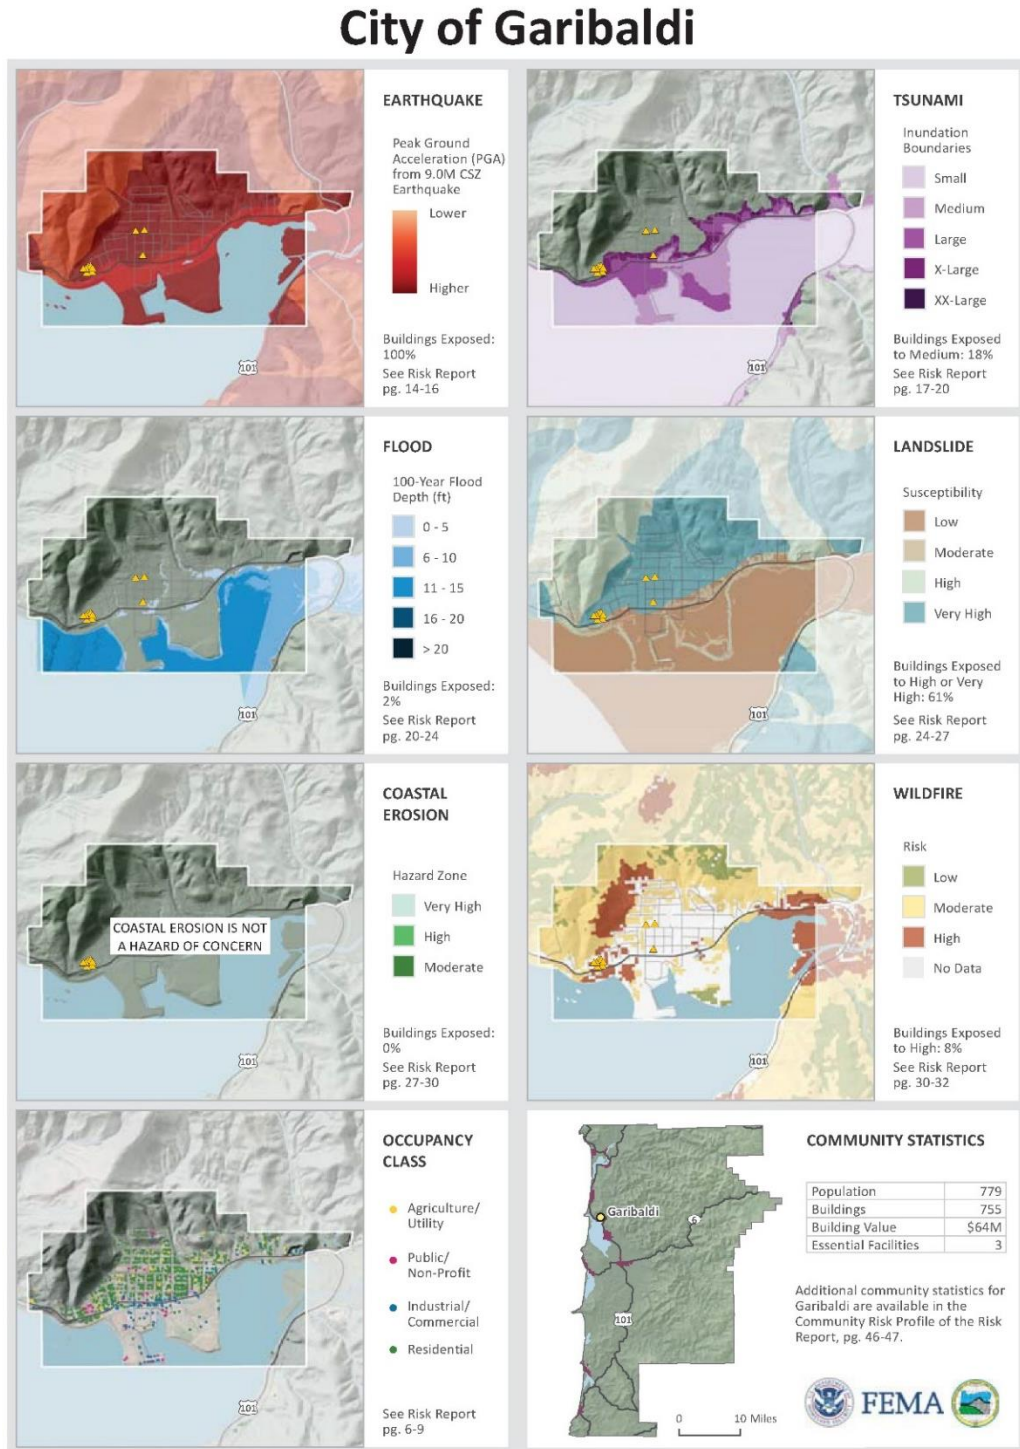 City of Garibaldi
EARTHQUAKE
Peak Ground
Acceleration (PGA)
from 9.0M CSZ
Earthquake
Lower
Higher
Buildings Exposed:
100%
See Risk Report
pg. 14-16
101
TSUNAMI
Inundation
Boundaries
Small
Medium
Large
X-Large
XX-Large
Buildings Exposed
to Medium: 18%
See Risk Report
pg. 17-20
101
FLOOD
100-Year Flood
Depth (ft)
0 - 5
6 - 10
11 - 15
16 - 20
> 20
Buildings Exposed:
2%
See Risk Report
pg. 20-24
101
LANDSLIDE
Susceptibility
Low
Moderate
High
Very High
Buildings Exposed
to High or Very
High: 61%
See Risk Report
pg. 24-27
101
COASTAL
EROSION
Hazard Zone
Very High
High
Moderate
COASTAL EROSION IS NOT
A HAZARD OF CONCERN
Buildings Exposed:
0%
See Risk Report
pg. 27-30
101
WILDFIRE
Risk
Low
Moderate
High
No Data
Buildings Exposed
to High: 8%
See Risk Report
pg. 30-32
101
OCCUPANCY
CLASS
Agriculture/
Utility
Public/
Non-Profit
Industrial/
Commercial
Residential
See Risk Report
pg. 6-9
101
COMMUNITY STATISTICS
Population 779
Buildings 755
Building Value $64M
Essential Facilities 3
Additional community statistics for
Garibaldi are available in the
Community Risk Profile of the Risk
Report, pg. 46-47.
Garibaldi
6
101
0 10 Miles
FEMA